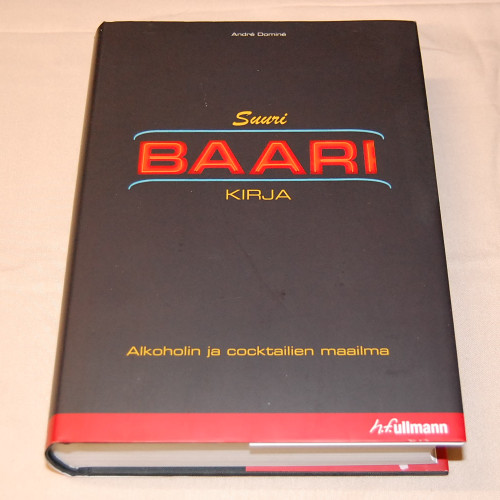 André Dominé
Suuri
BAARI
KIRJA
Alkoholin ja cocktailien maailma
h.f.ullmann